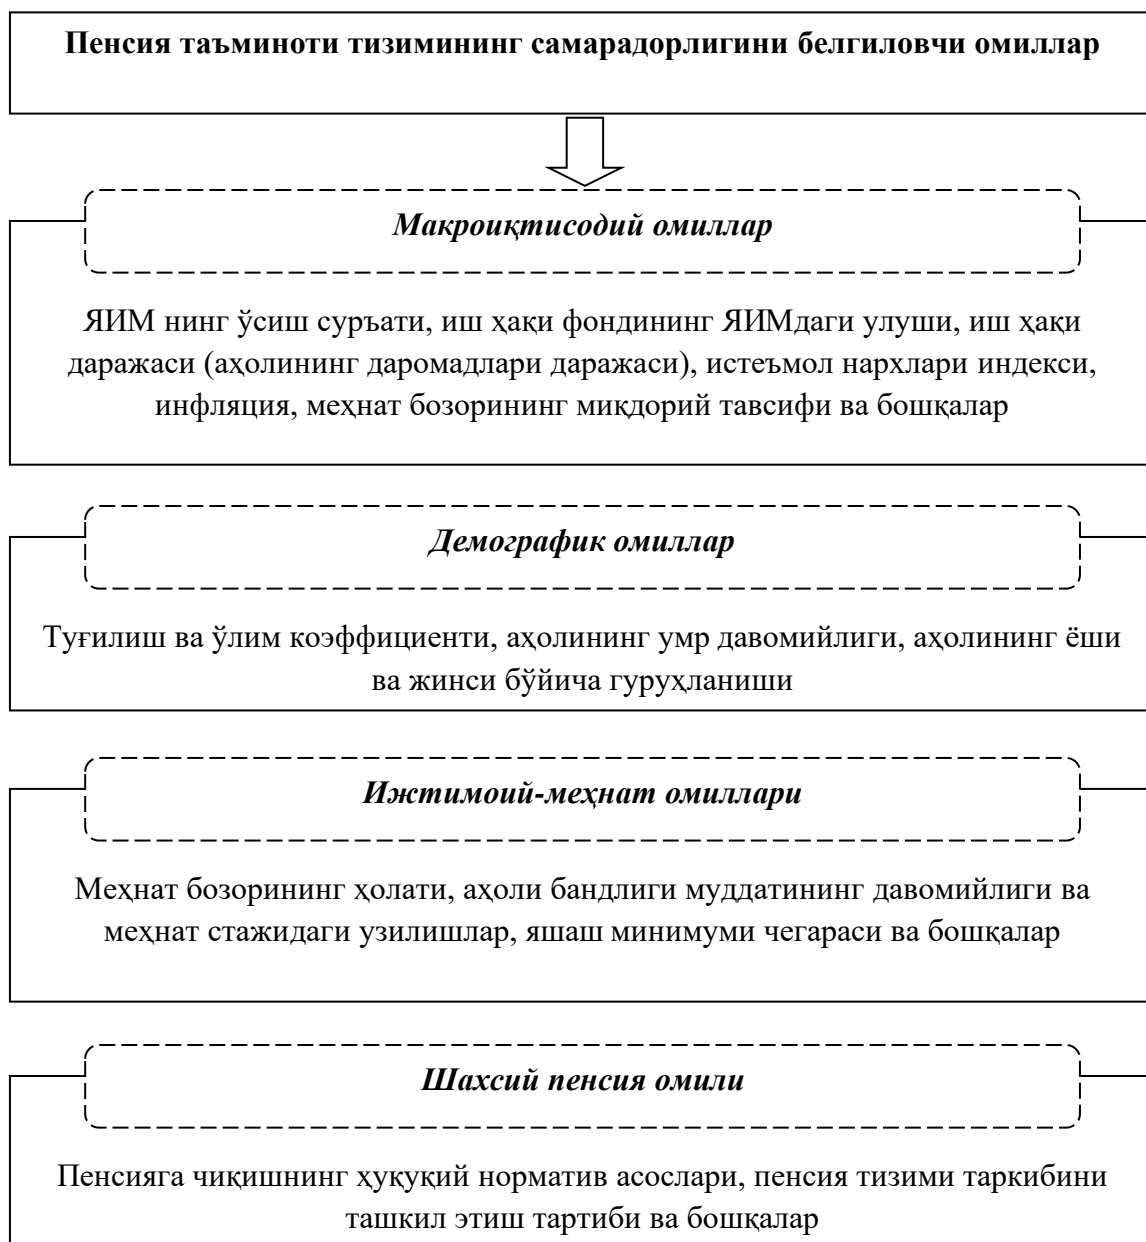 Пенсия таъминоти тизимининг самарадорлигини белгиловчи омиллар
Макроиқтисодий омиллар
ЯИМ нинг ўсиш суръати, иш ҳақи фондининг ЯИМдаги улуши, иш ҳақи
даражаси (аҳолининг даромадлари даражаси), истеъмол нархлари индекси,
инфляция, меҳнат бозорининг миқдорий тавсифи ва бошқалар
Демографик омиллар
Туғилиш ва ўлим коэффициенти, аҳолининг умр давомийлиги, аҳолининг ёши
ва жинси бўйича гуруҳланиши
Ижтимоий-меҳнат омиллари
Меҳнат бозорининг ҳолати, аҳоли бандлиги муддатининг давомийлиги ва
меҳнат стажидаги узилишлар, яшаш минимуми чегараси ва бошқалар
Шахсий пенсия омили
Пенсияга чиқишнинг ҳуқуқий норматив асослари, пенсия тизими таркибини
ташкил этиш тартиби ва бошқалар